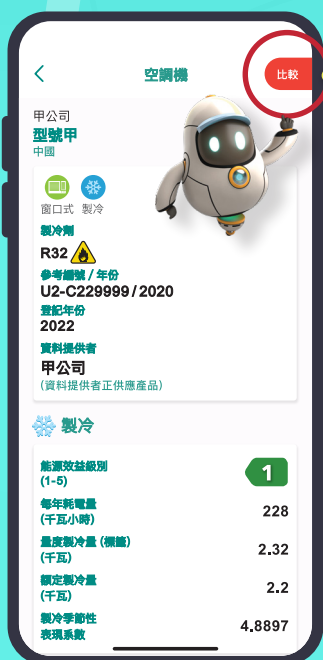 空調機
比較
甲公司
型號甲
中國
窗口式 製冷
製冷劑
R32
參考編號 / 年份
U2-C229999 / 2020
登記年份
2022
資料提供者
甲公司
(資料提供者正供應產品)
製冷
能源效益級別
(1-5)
1
每年耗電量
(千瓦小時)
228
量度製冷量 (標籤)
(千瓦)
2.32
額定製冷量
(千瓦)
2.2
製冷季節性
表現系數
4.8897